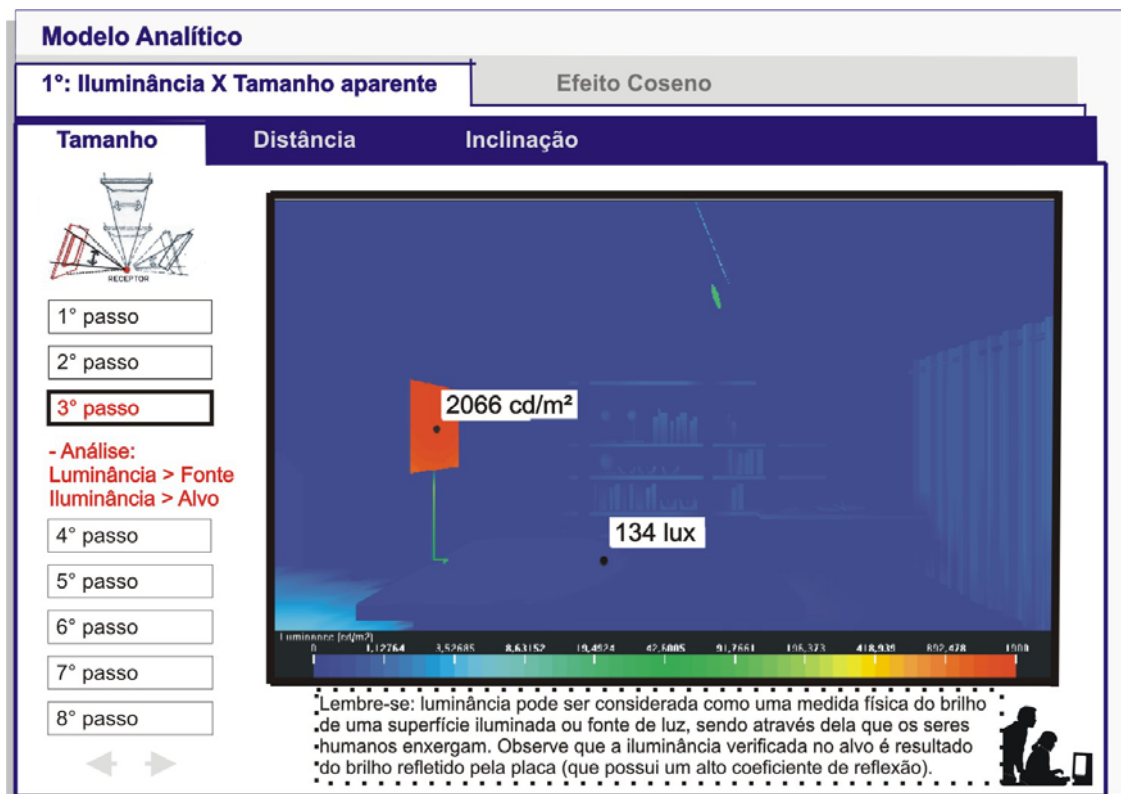 Modelo Analítico
1°: Iluminância X Tamanho aparente
Efeito Coseno
Tamanho
Distância
Inclinação
RECEPTOR
1° passo
2° passo
3° passo
- Análise:
Luminância > Fonte
Iluminância > Alvo
4° passo
5° passo
6° passo
7° passo
8° passo
2066 cd/m²
134 lux
Luminance [cd/m2]
0 1,12764 3,52685 8,63152 19,4924 42,6005 91,7661 196,373 418,939 892,478 1900
Lembre-se: luminância pode ser considerada como uma medida física do brilho
de uma superfície iluminada ou fonte de luz, sendo através dela que os seres
humanos enxergam. Observe que a iluminância verificada no alvo é resultado
do brilho refletido pela placa (que possui um alto coeficiente de reflexão).